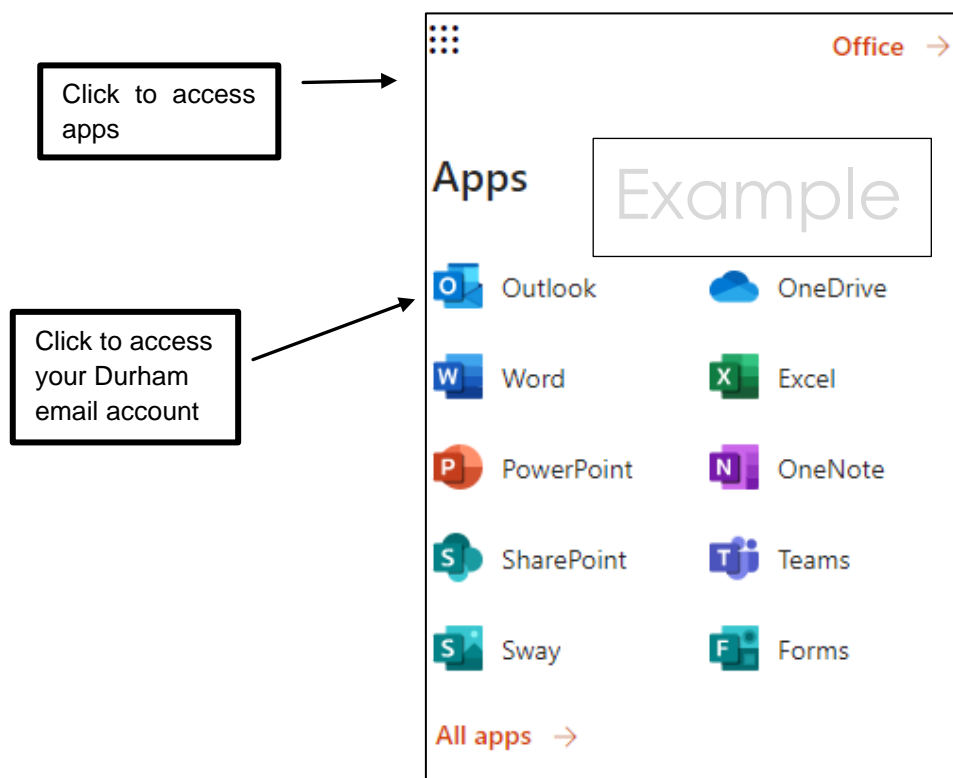 Office →
Click to access
apps
Apps
Example
Outlook
OneDrive
Click to access
your Durham
email account
Word
Excel
PowerPoint
OneNote
SharePoint
Teams
Sway
Forms
All apps →